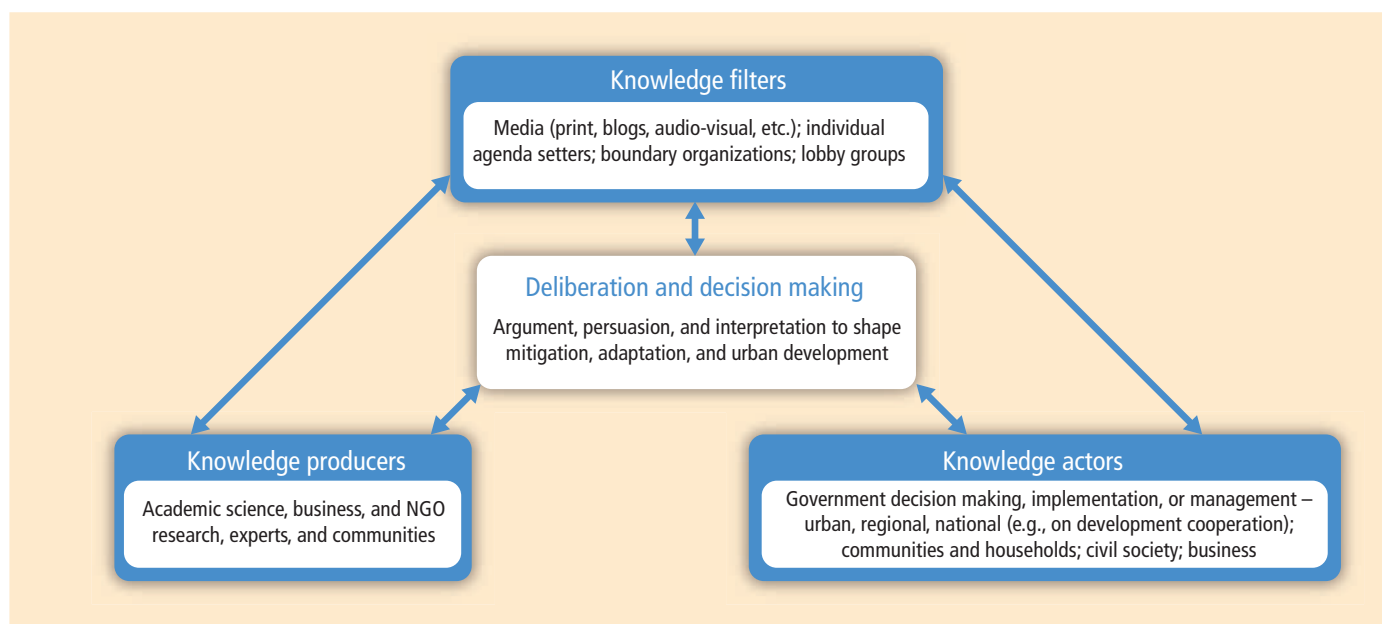 Knowledge filters
Media (print, blogs, audio-visual, etc.); individual
agenda setters; boundary organizations; lobby groups
Deliberation and decision making
Argument, persuasion, and interpretation to shape
mitigation, adaptation, and urban development
Knowledge producers
Academic science, business, and NGO
research, experts, and communities
Knowledge actors
Government decision making, implementation, or management –
urban, regional, national (e.g., on development cooperation);
communities and households; civil society; business